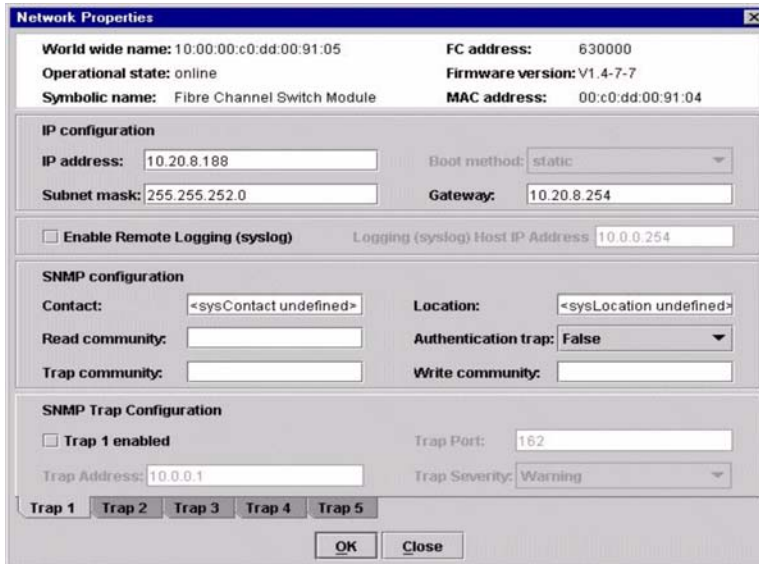 Network Properties
World wide name: 10:00:00:c0:dd:00:91:05 FC address: 630000
Operational state: online Firmware version: V1.4-7-7
Symbolic name: Fibre Channel Switch Module MAC address: 00:c0:dd:00:91:04
IP configuration
IP address: 10.20.8.188 Boot method: static
Subnet mask: 255.255.252.0 Gateway: 10.20.8.254
Enable Remote Logging (syslog) Logging (syslog) Host IP Address 10.0.0.254
SNMP configuration
Contact: <sysContact undefined> Location: <sysLocation undefined>
Read community: Authentication trap: False
Trap community: Write community:
SNMP Trap Configuration
Trap 1 enabled Trap Port: 162
Trap Address: 10.0.0.1 Trap Severity: Warning
Trap 1 Trap 2 Trap 3 Trap 4 Trap 5
OK Close